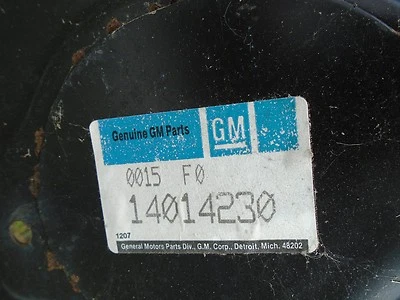 Genuine GM Parts
GM
0015 F0
14014230
1207
General Motors Parts Div., G.M. Corp., Detroit, Mich. 48202